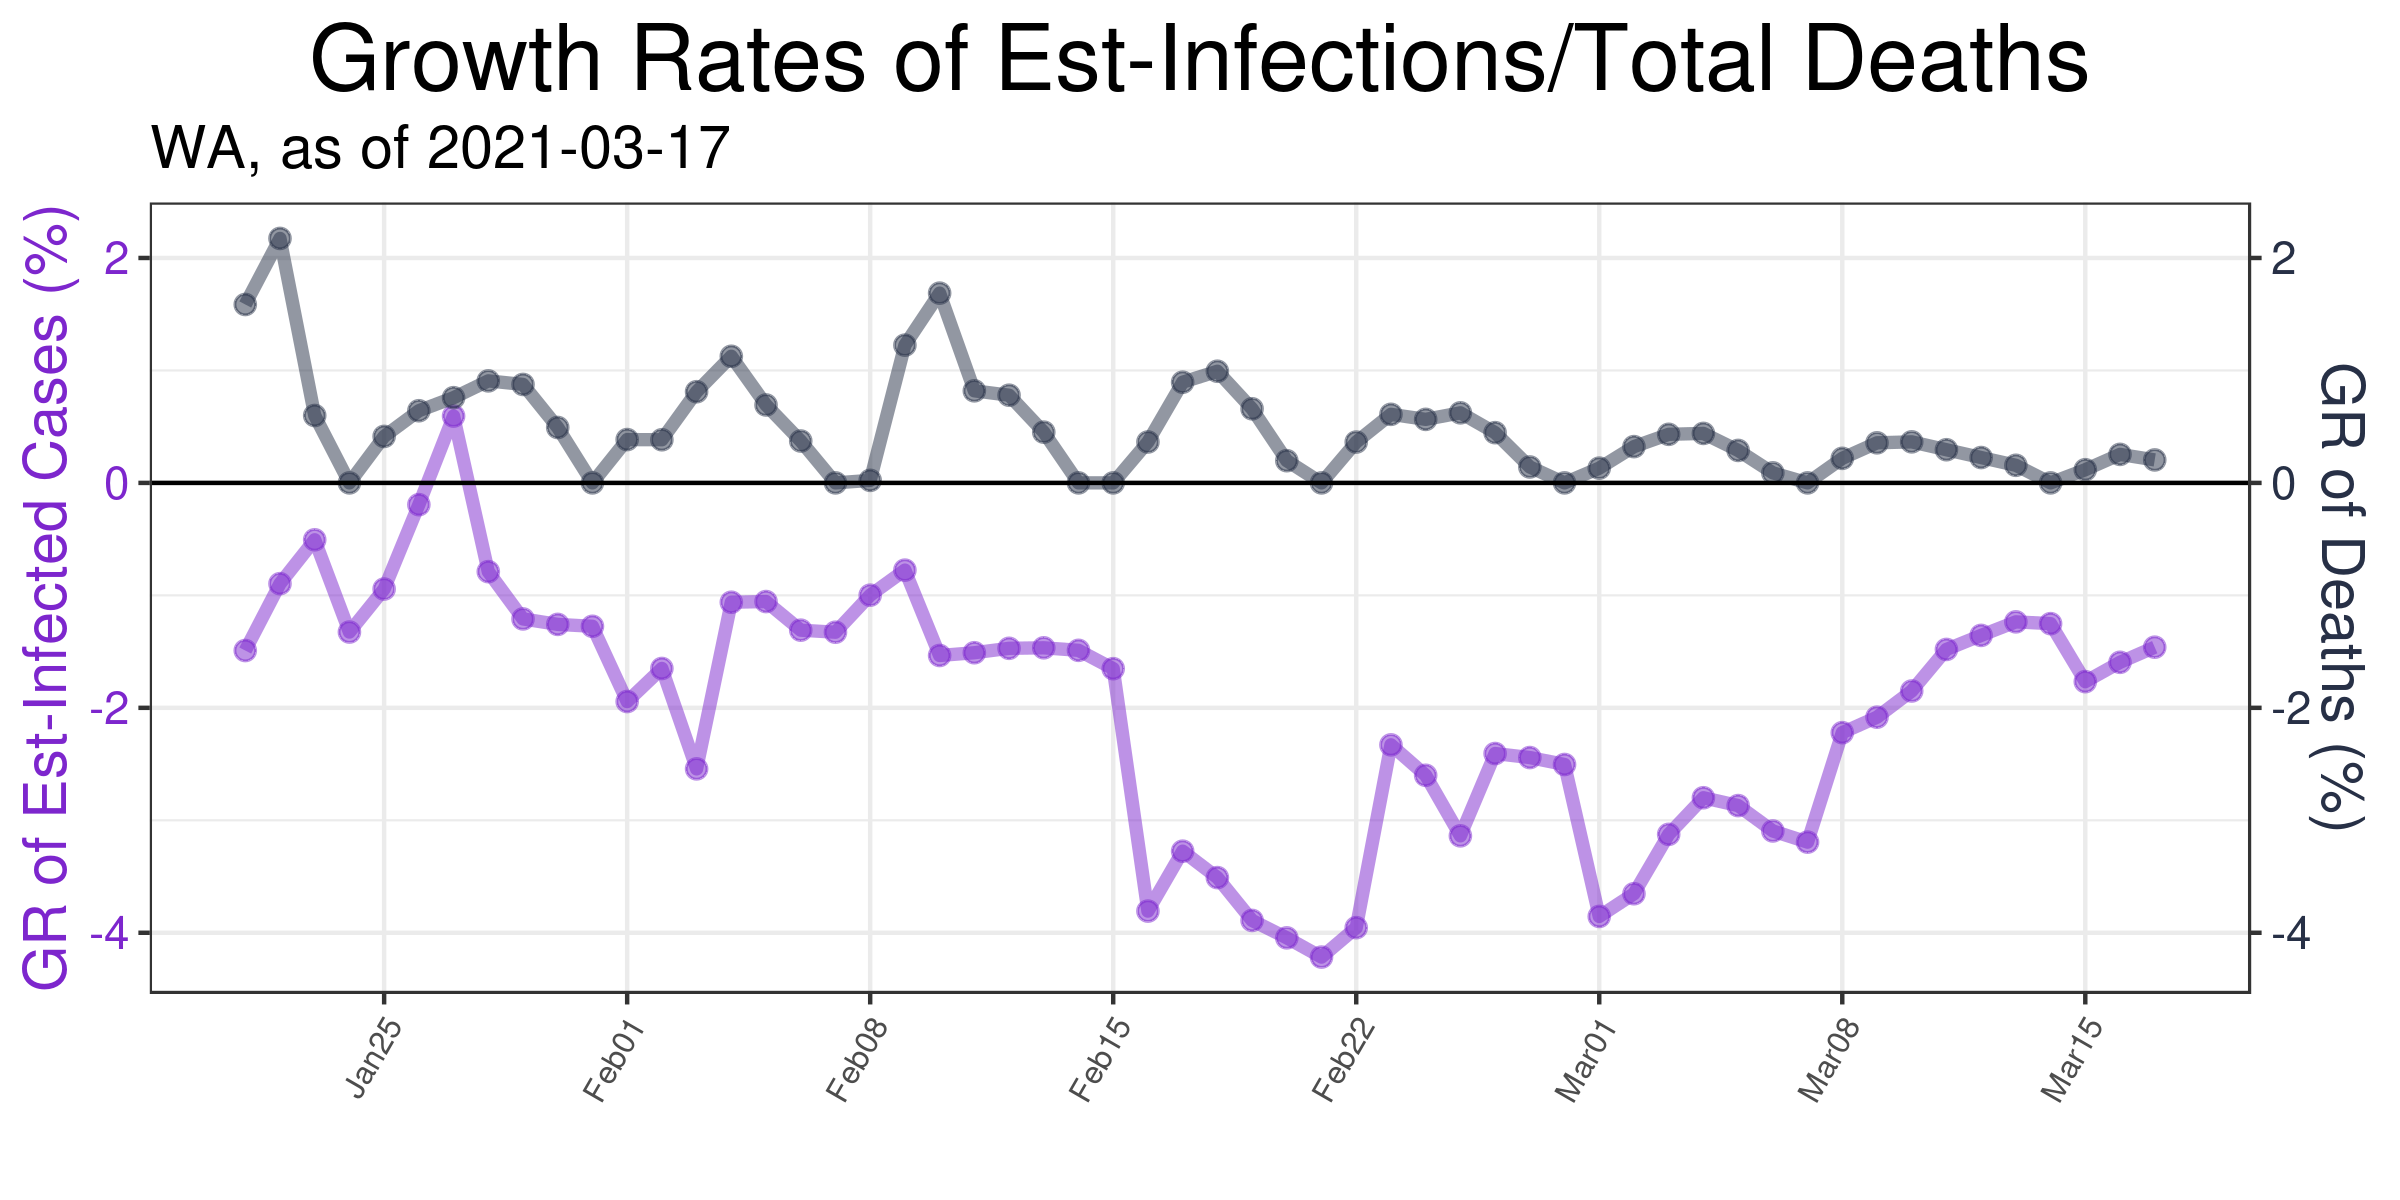 Growth Rates of Est-Infections/Total Deaths
WA, as of 2021-03-17
GR of Est-Infected Cases (%)
2
0
-2
-4
2
0
-2
-4
GR of Deaths (%)
Jan25
Feb01
Feb08
Feb15
Feb22
Mar01
Mar08
Mar15